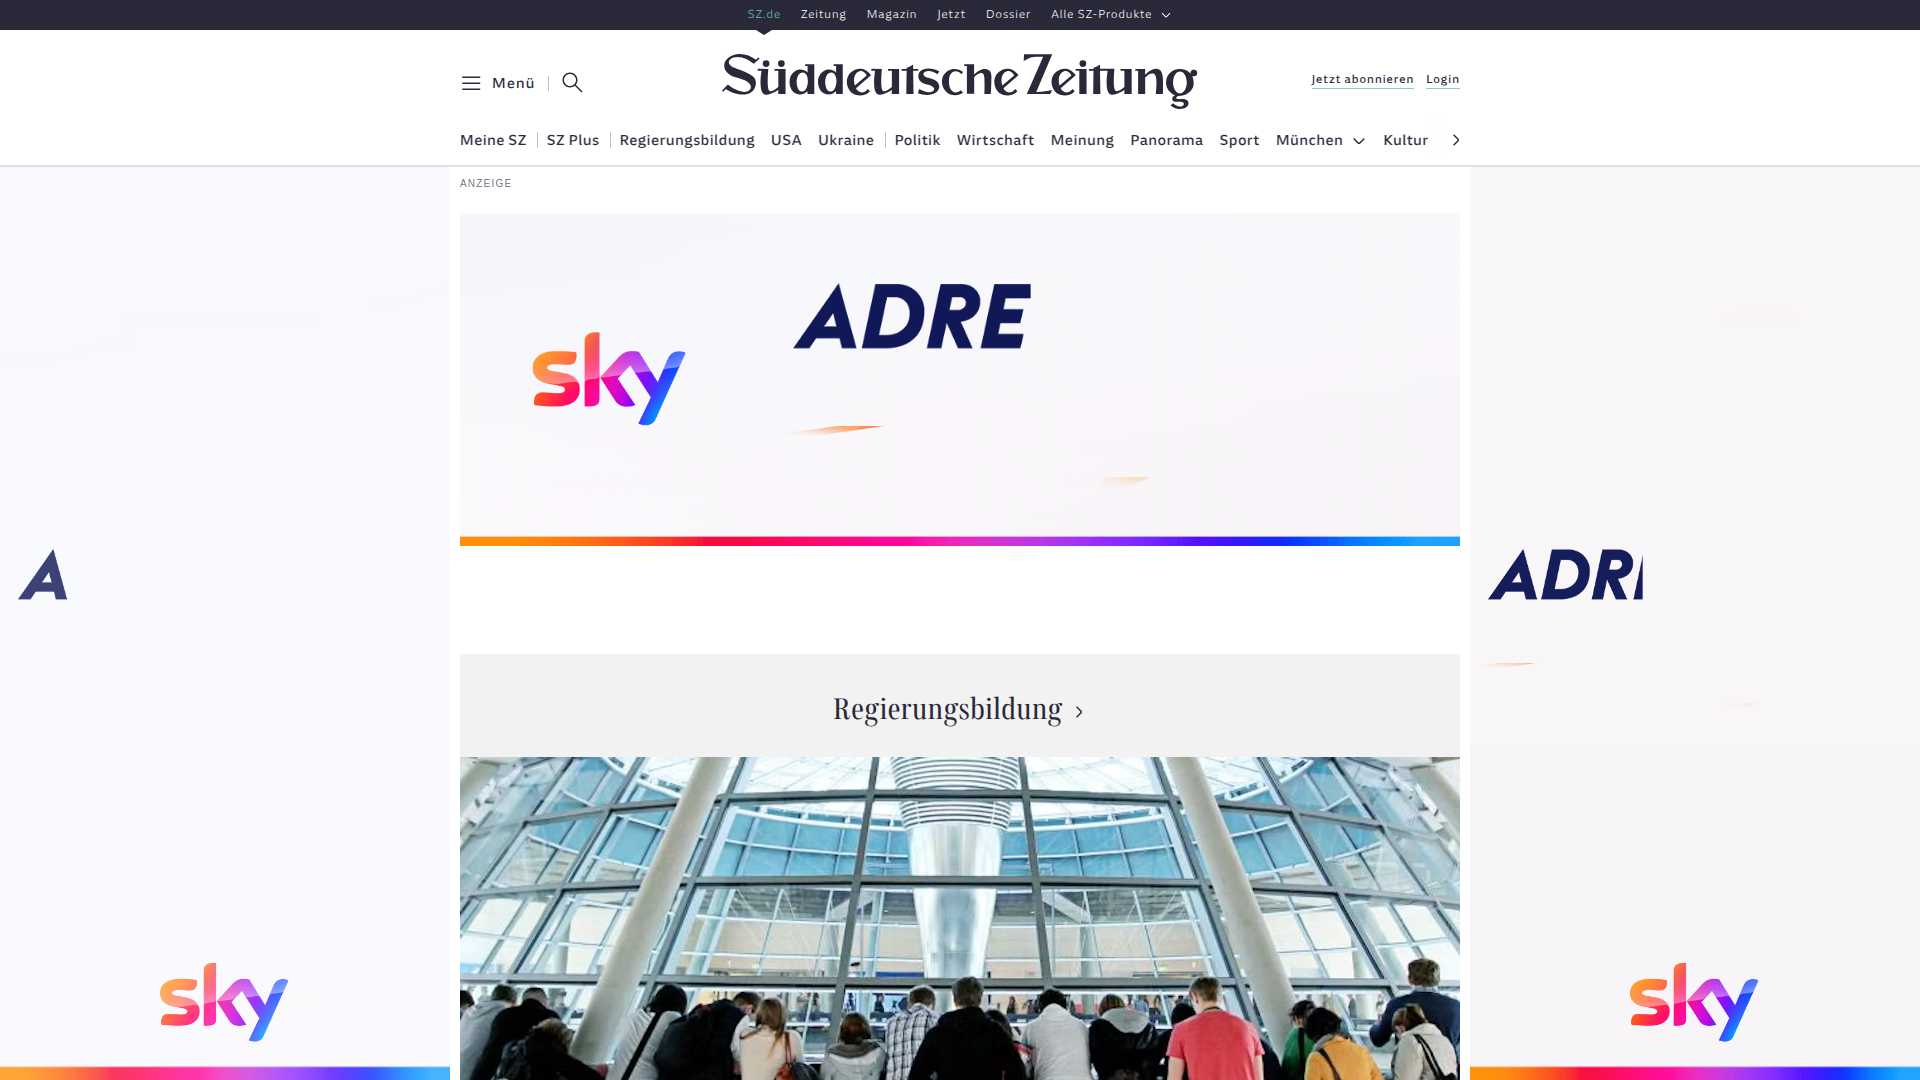 SZ.de Zeitung Magazin Jetzt Dossier Alle SZ-Produkte
Menü
Süddeutsche Zeitung
Jetzt abonnieren Login
Meine SZ SZ Plus Regierungsbildung USA Ukraine Politik Wirtschaft Meinung Panorama Sport München Kultur
ANZEIGE
ADRE
sky
A
ADR
Regierungsbildung
sky
sky